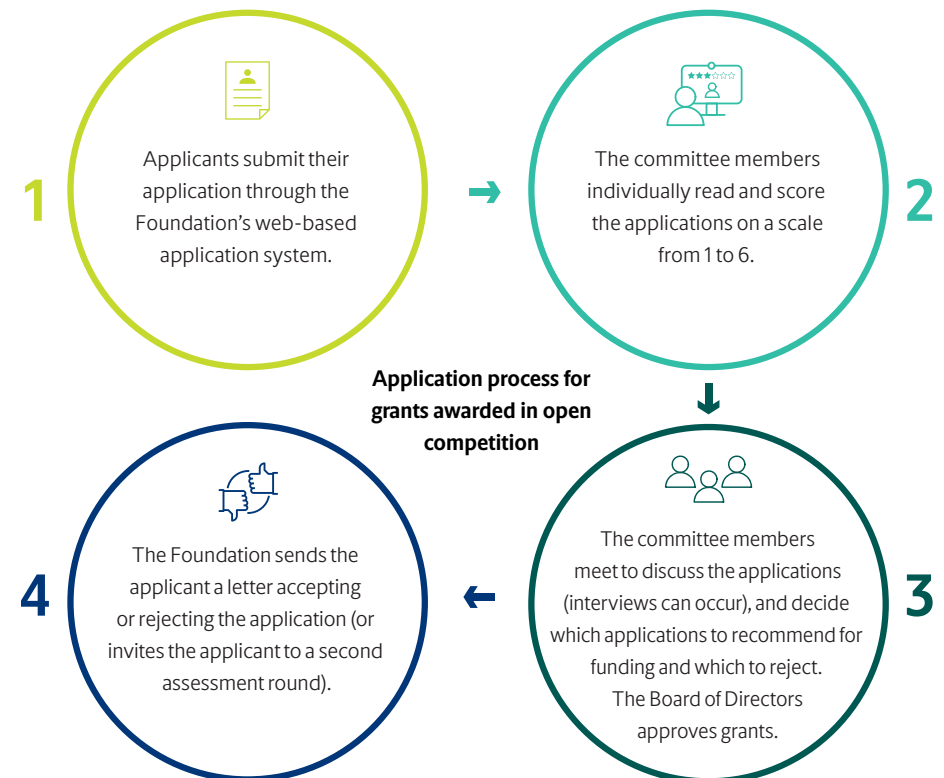 1
Applicants submit their
application through the
Foundation's web-based
application system.
2
The committee members
individually read and score
the applications on a scale
from 1 to 6.
Application process for
grants awarded in open
competition
3
The committee members
meet to discuss the applications
(interviews can occur), and decide
which applications to recommend for
funding and which to reject.
The Board of Directors
approves grants.
4
The Foundation sends the
applicant a letter accepting
or rejecting the application (or
invites the applicant to a second
assessment round).